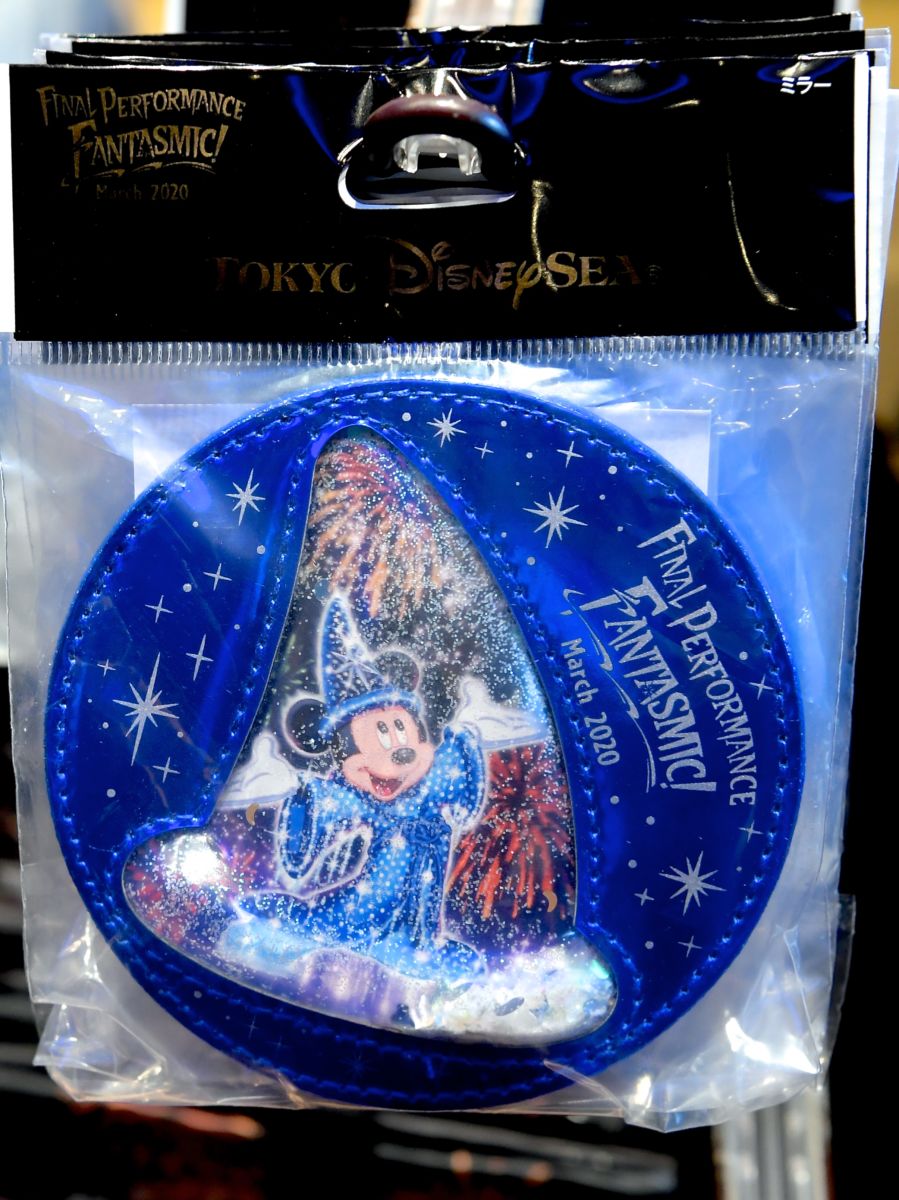 FINAL PERFORMANCE
FANTASMIC!
March 2020
ミラー
TOKYO DISNEYSEA®
FINAL PERFORMANCE
FANTASMIC!
March 2020